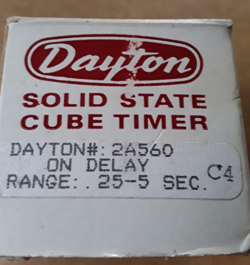 Dayton
SOLID STATE
CUBE TIMER
DAYTON#: 2A560
ON DELAY
RANGE: .25-5 SEC.
C4